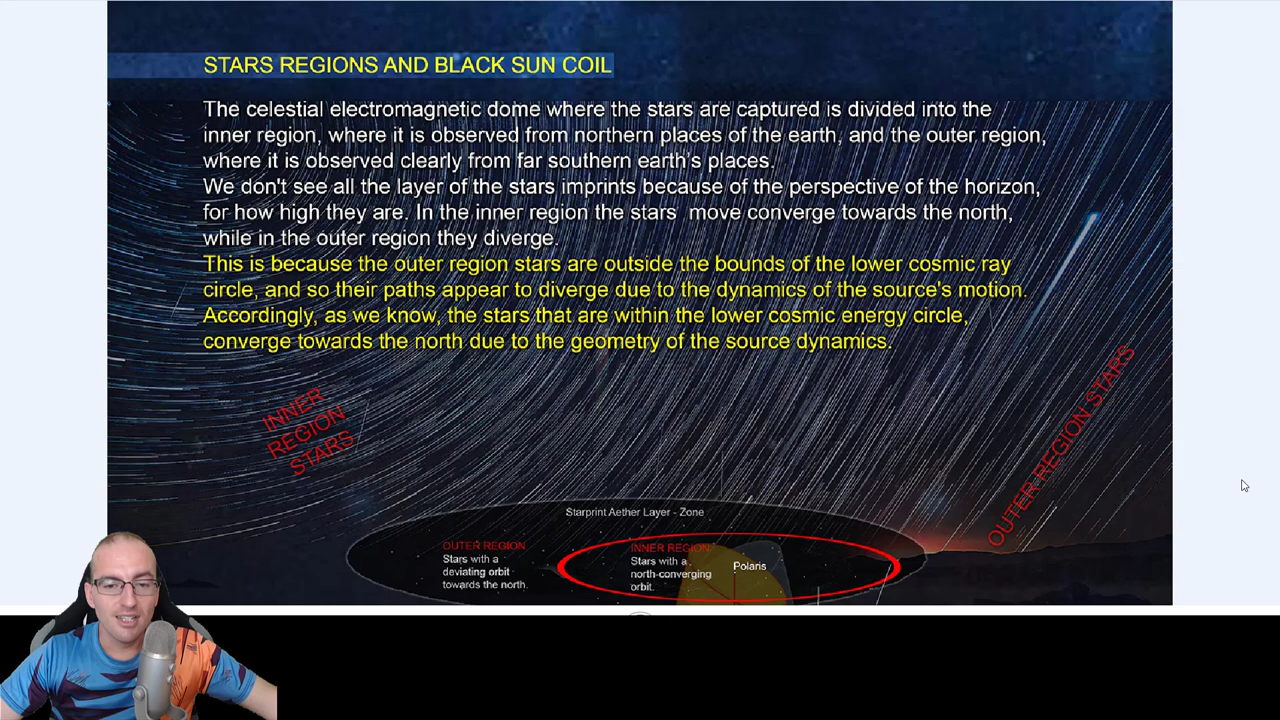 STARS REGIONS AND BLACK SUN COIL
The celestial electromagnetic dome where the stars are captured is divided into the
inner region, where it is observed from northern places of the earth, and the outer region,
where it is observed clearly from far southern earth's places.
We don't see all the layer of the stars imprints because of the perspective of the horizon,
for how high they are. In the inner region the stars move converge towards the north,
while in the outer region they diverge.
This is because the outer region stars are outside the bounds of the lower cosmic ray
circle, and so their paths appear to diverge due to the dynamics of the source's motion.
Accordingly, as we know, the stars that are within the lower cosmic energy circle,
converge towards the north due to the geometry of the source dynamics.
INNER
REGION
STARS
OUTER REGION STARS
Starprint Aether Layer - Zone
OUTER REGION
Stars with a
deviating orbit
towards the north.
INNER REGION
Stars with a
north-converging
orbit.
Polaris